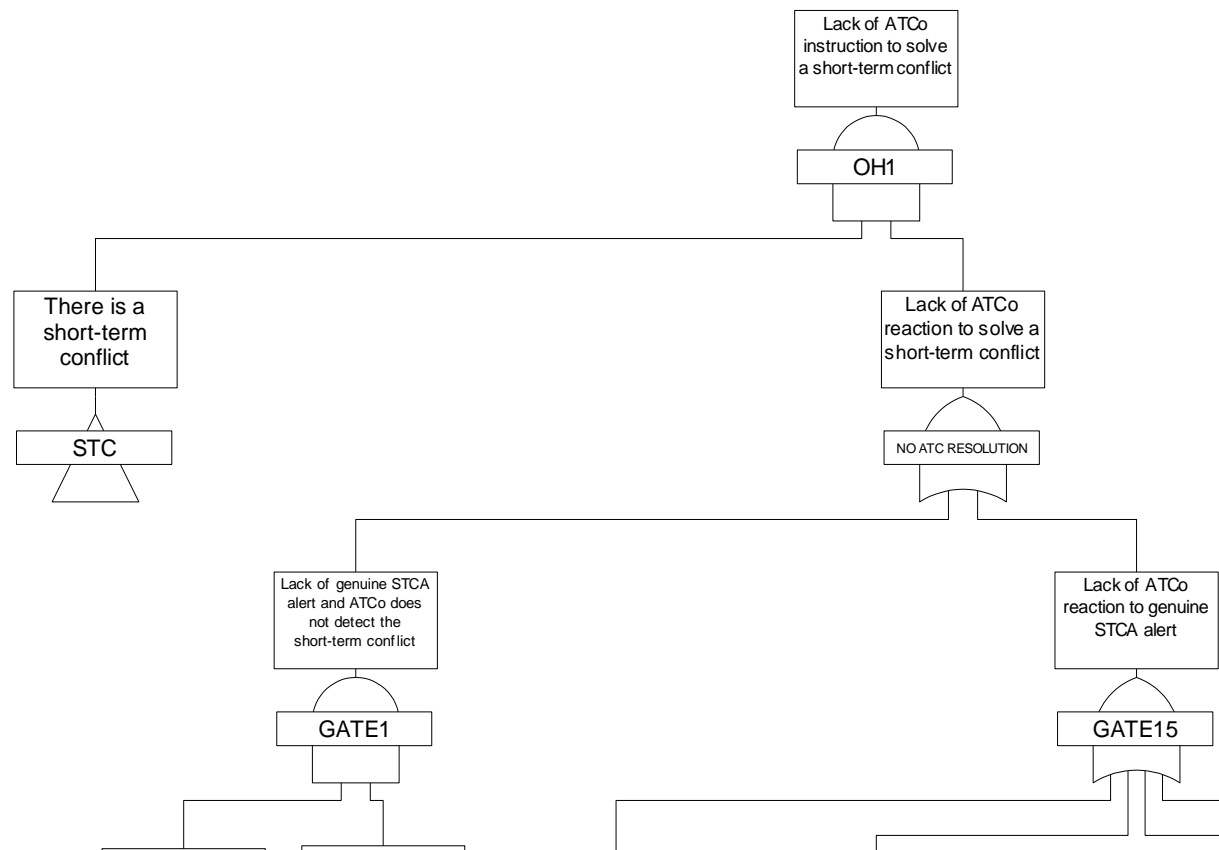 Lack of ATCo
instruction to solve
a short-term conflict
OH1
There is a
short-term
conflict
STC
Lack of ATCo
reaction to solve a
short-term conflict
NO ATC RESOLUTION
Lack of genuine STCA
alert and ATCo does
not detect the
short-term conflict
GATE1
Lack of ATCo
reaction to genuine
STCA alert
GATE15